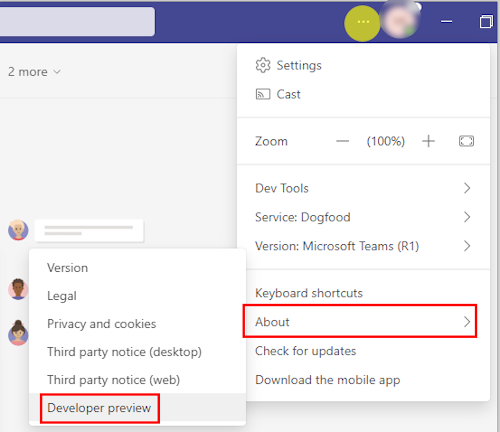 2 more
Settings
Cast
Zoom — (100%) +
Dev Tools
Service: Dogfood
Version: Microsoft Teams (R1)
Keyboard shortcuts
About
Check for updates
Download the mobile app
Version
Legal
Privacy and cookies
Third party notice (desktop)
Third party notice (web)
Developer preview